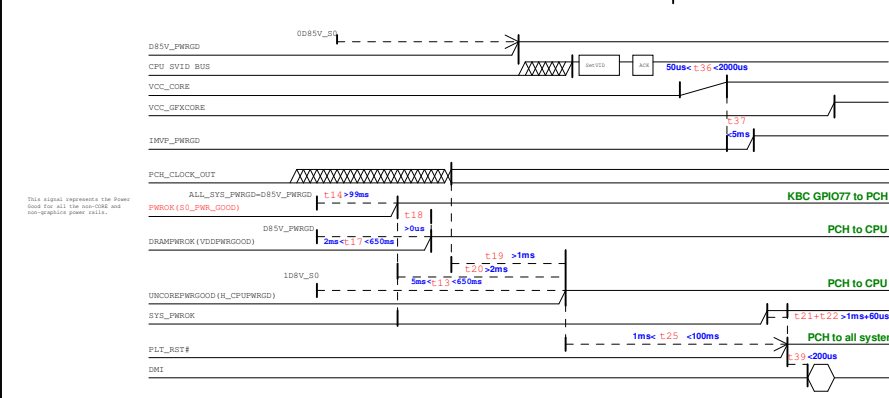 0D85V_S0
D85V_PWRGD
CPU SVID BUS
SetVID
ACK
50us< t36 <2000us
VCC_CORE
VCC_GFXCORE
t37
<5ms
IMVP_PWRGD
PCH_CLOCK_OUT
ALL_SYS_PWRGD=D85V_PWRGD
t14 >99ms
KBC GPIO77 to PCH
This signal represents the Power
Good for all the non-CORE and
non-graphics power rails.
PWROK(S0_PWR_GOOD)
t18
D85V_PWRGD
>0us
PCH to CPU
DRAMPWROK(VDDPWRGOOD)
2ms< t17 <650ms
t19 >1ms
t20 >2ms
1D8V_S0
5ms< t13 <650ms
PCH to CPU
UNCOREPWRGOOD(H_CPUPWRGD)
SYS_PWROK
t21+t22 >1ms+60us
1ms< t25 <100ms
PCH to all system
PLT_RST#
t39 <200us
DMI